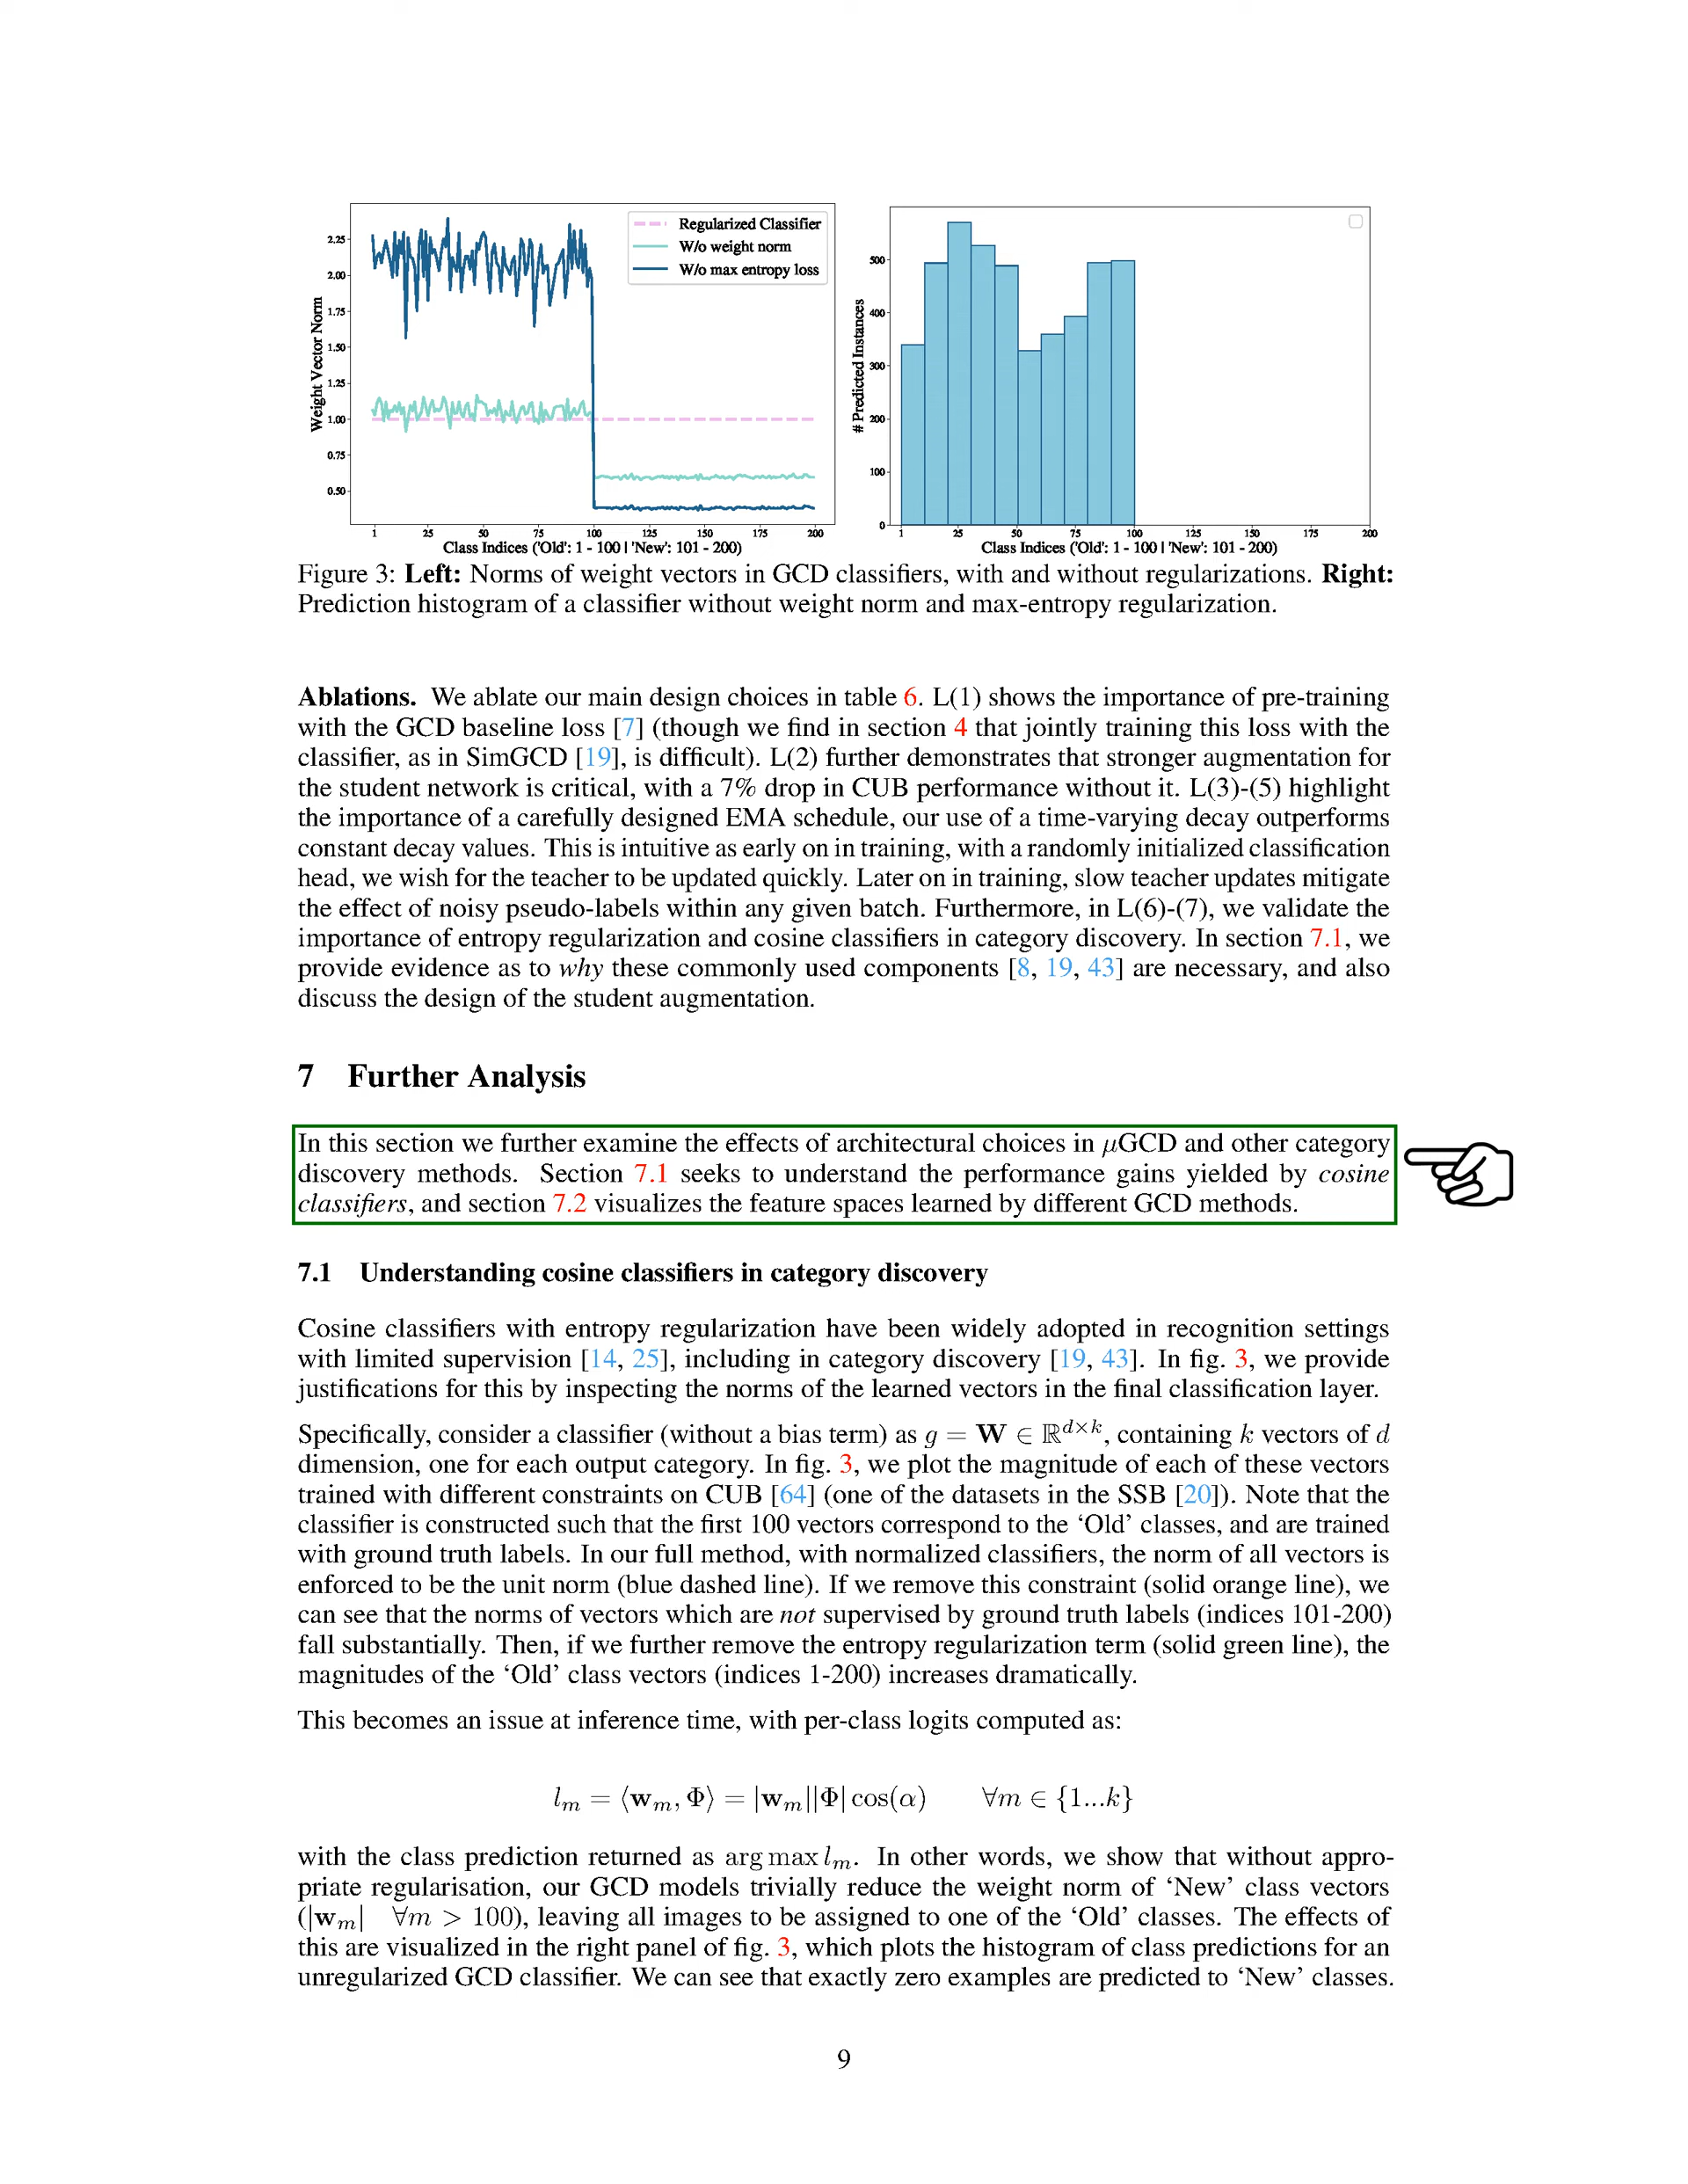 2.25
2.00
1.75
1.50
1.25
1.00
0.75
0.50
Weight Vector Norm
Regularized Classifier
W/o weight norm
W/o max entropy loss
1 25 50 75 100 125 150 175 200
Class Indices ('Old': 1 - 100 | 'New': 101 - 200)
500
400
300
200
100
0
# Predicted Instances
1 25 50 75 100 125 150 175 200
Class Indices ('Old': 1 - 100 | 'New': 101 - 200)
Figure 3: Left: Norms of weight vectors in GCD classifiers, with and without regularizations. Right:
Prediction histogram of a classifier without weight norm and max-entropy regularization.
Ablations. We ablate our main design choices in table 6. L(1) shows the importance of pre-training
with the GCD baseline loss [7] (though we find in section 4 that jointly training this loss with the
classifier, as in SimGCD [19], is difficult). L(2) further demonstrates that stronger augmentation for
the student network is critical, with a 7% drop in CUB performance without it. L(3)-(5) highlight
the importance of a carefully designed EMA schedule, our use of a time-varying decay outperforms
constant decay values. This is intuitive as early on in training, with a randomly initialized classification
head, we wish for the teacher to be updated quickly. Later on in training, slow teacher updates mitigate
the effect of noisy pseudo-labels within any given batch. Furthermore, in L(6)-(7), we validate the
importance of entropy regularization and cosine classifiers in category discovery. In section 7.1, we
provide evidence as to why these commonly used components [8, 19, 43] are necessary, and also
discuss the design of the student augmentation.
7 Further Analysis
In this section we further examine the effects of architectural choices in μGCD and other category
discovery methods. Section 7.1 seeks to understand the performance gains yielded by cosine
classifiers, and section 7.2 visualizes the feature spaces learned by different GCD methods.
7.1 Understanding cosine classifiers in category discovery
Cosine classifiers with entropy regularization have been widely adopted in recognition settings
with limited supervision [14, 25], including in category discovery [19, 43]. In fig. 3, we provide
justifications for this by inspecting the norms of the learned vectors in the final classification layer.
Specifically, consider a classifier (without a bias term) as g = W ∈ ℝ^{d×k}, containing k vectors of d
dimension, one for each output category. In fig. 3, we plot the magnitude of each of these vectors
trained with different constraints on CUB [64] (one of the datasets in the SSB [20]). Note that the
classifier is constructed such that the first 100 vectors correspond to the ‘Old’ classes, and are trained
with ground truth labels. In our full method, with normalized classifiers, the norm of all vectors is
enforced to be the unit norm (blue dashed line). If we remove this constraint (solid orange line), we
can see that the norms of vectors which are not supervised by ground truth labels (indices 101-200)
fall substantially. Then, if we further remove the entropy regularization term (solid green line), the
magnitudes of the ‘Old’ class vectors (indices 1-200) increases dramatically.
This becomes an issue at inference time, with per-class logits computed as:
l_m = ⟨w_m, Φ⟩ = |w_m||Φ| cos(α) ∀m ∈ {1...k}
with the class prediction returned as arg max l_m. In other words, we show that without appro-
priate regularisation, our GCD models trivially reduce the weight norm of ‘New’ class vectors
(|w_m| ∀m > 100), leaving all images to be assigned to one of the ‘Old’ classes. The effects of
this are visualized in the right panel of fig. 3, which plots the histogram of class predictions for an
unregularized GCD classifier. We can see that exactly zero examples are predicted to ‘New’ classes.
9